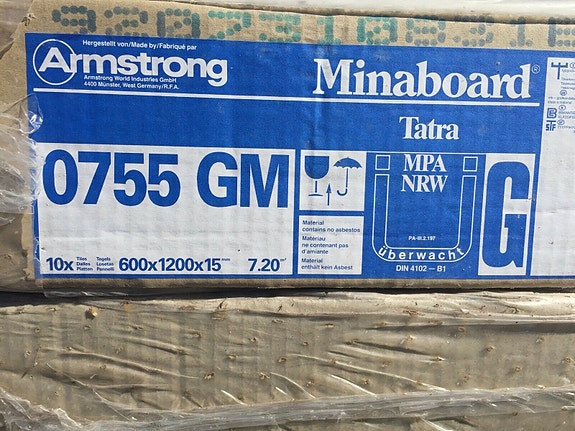 Hergestellt von/Made by/Fabriqué par
Armstrong
Armstrong World Industries GmbH
4400 Münster, West Germany/R.F.A.
Minaboard®
Tatra
0755 GM
MPA
NRW
G
PA-III.2.197
überwacht
DIN 4102 – B1
Material
contains no asbestos
Matériau
ne contenant pas
d'amiante
Material
enthält kein Asbest
10x Tiles Tegels
Dalles Losetas
Platten Pannelli
600x1200x15mm 7.20 m²